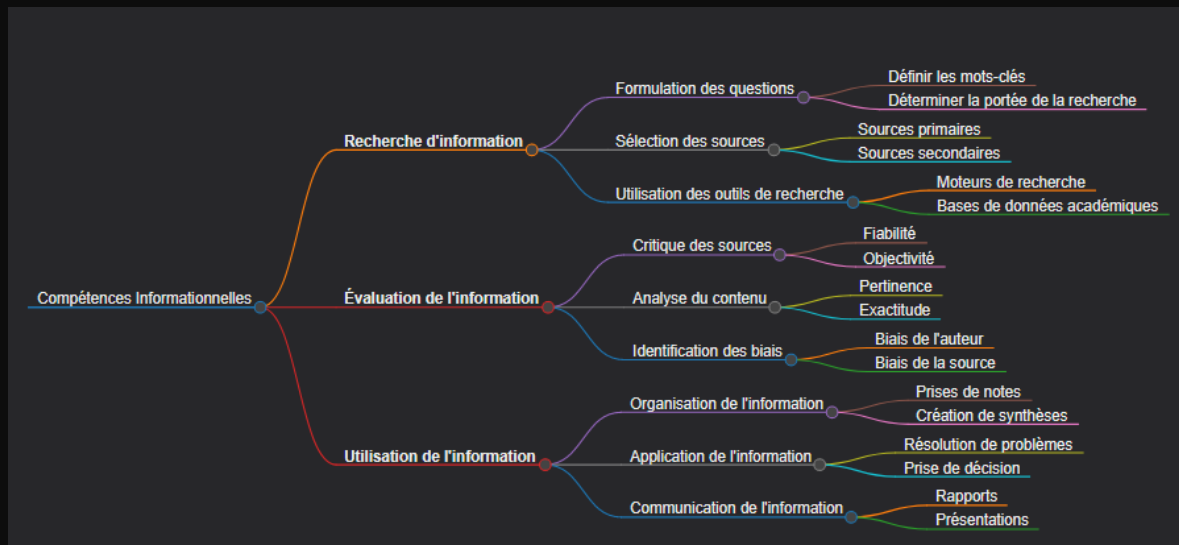 Compétences Informationnelles
Recherche d'information
Formulation des questions
Définir les mots-clés
Déterminer la portée de la recherche
Sélection des sources
Sources primaires
Sources secondaires
Utilisation des outils de recherche
Moteurs de recherche
Bases de données académiques
Évaluation de l'information
Critique des sources
Fiabilité
Objectivité
Analyse du contenu
Pertinence
Exactitude
Identification des biais
Biais de l'auteur
Biais de la source
Utilisation de l'information
Organisation de l'information
Prises de notes
Création de synthèses
Application de l'information
Résolution de problèmes
Prise de décision
Communication de l'information
Rapports
Présentations